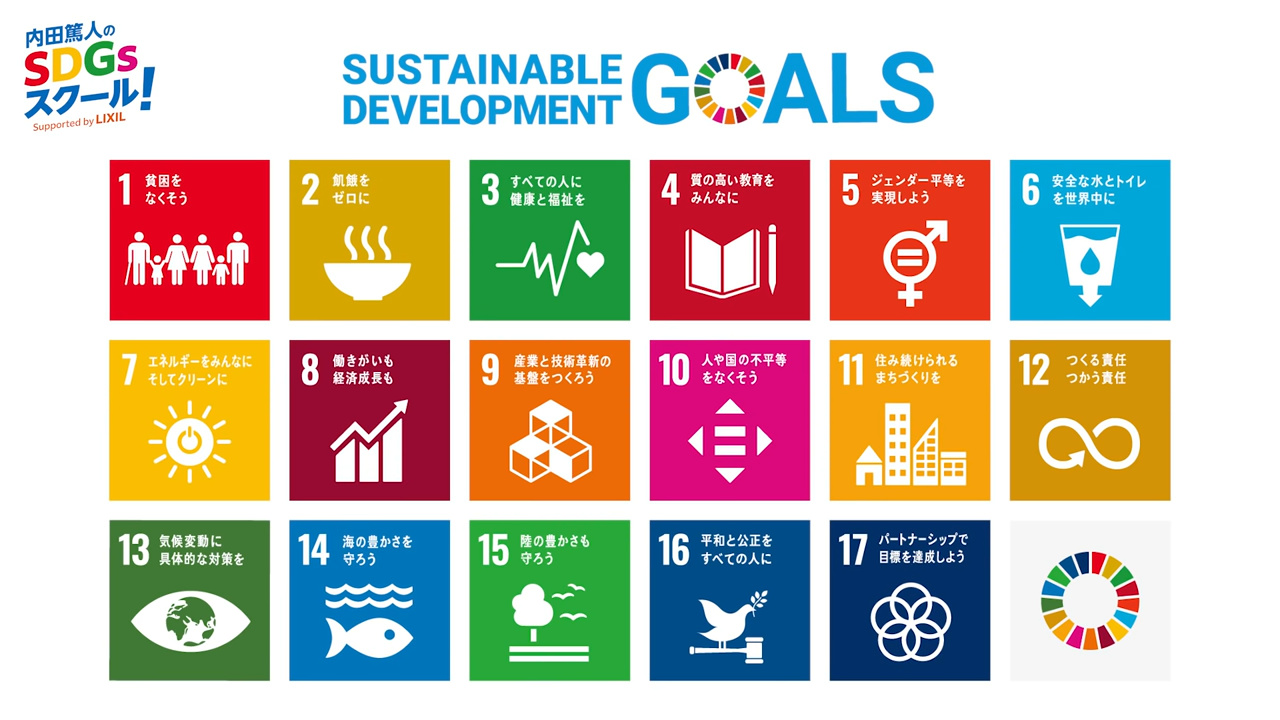 内田篤人の
SDGs
スクール!
Supported by LIXIL
SUSTAINABLE
DEVELOPMENT
GOALS
1 貧困を
なくそう
2 飢餓を
ゼロに
3 すべての人に
健康と福祉を
4 質の高い教育を
みんなに
5 ジェンダー平等を
実現しよう
6 安全な水とトイレ
を世界中に
7 エネルギーをみんなに
そしてクリーンに
8 働きがいも
経済成長も
9 産業と技術革新の
基盤をつくろう
10 人や国の不平等
をなくそう
11 住み続けられる
まちづくりを
12 つくる責任
つかう責任
13 気候変動に
具体的な対策を
14 海の豊かさを
守ろう
15 陸の豊かさも
守ろう
16 平和と公正を
すべての人に
17 パートナーシップで
目標を達成しよう